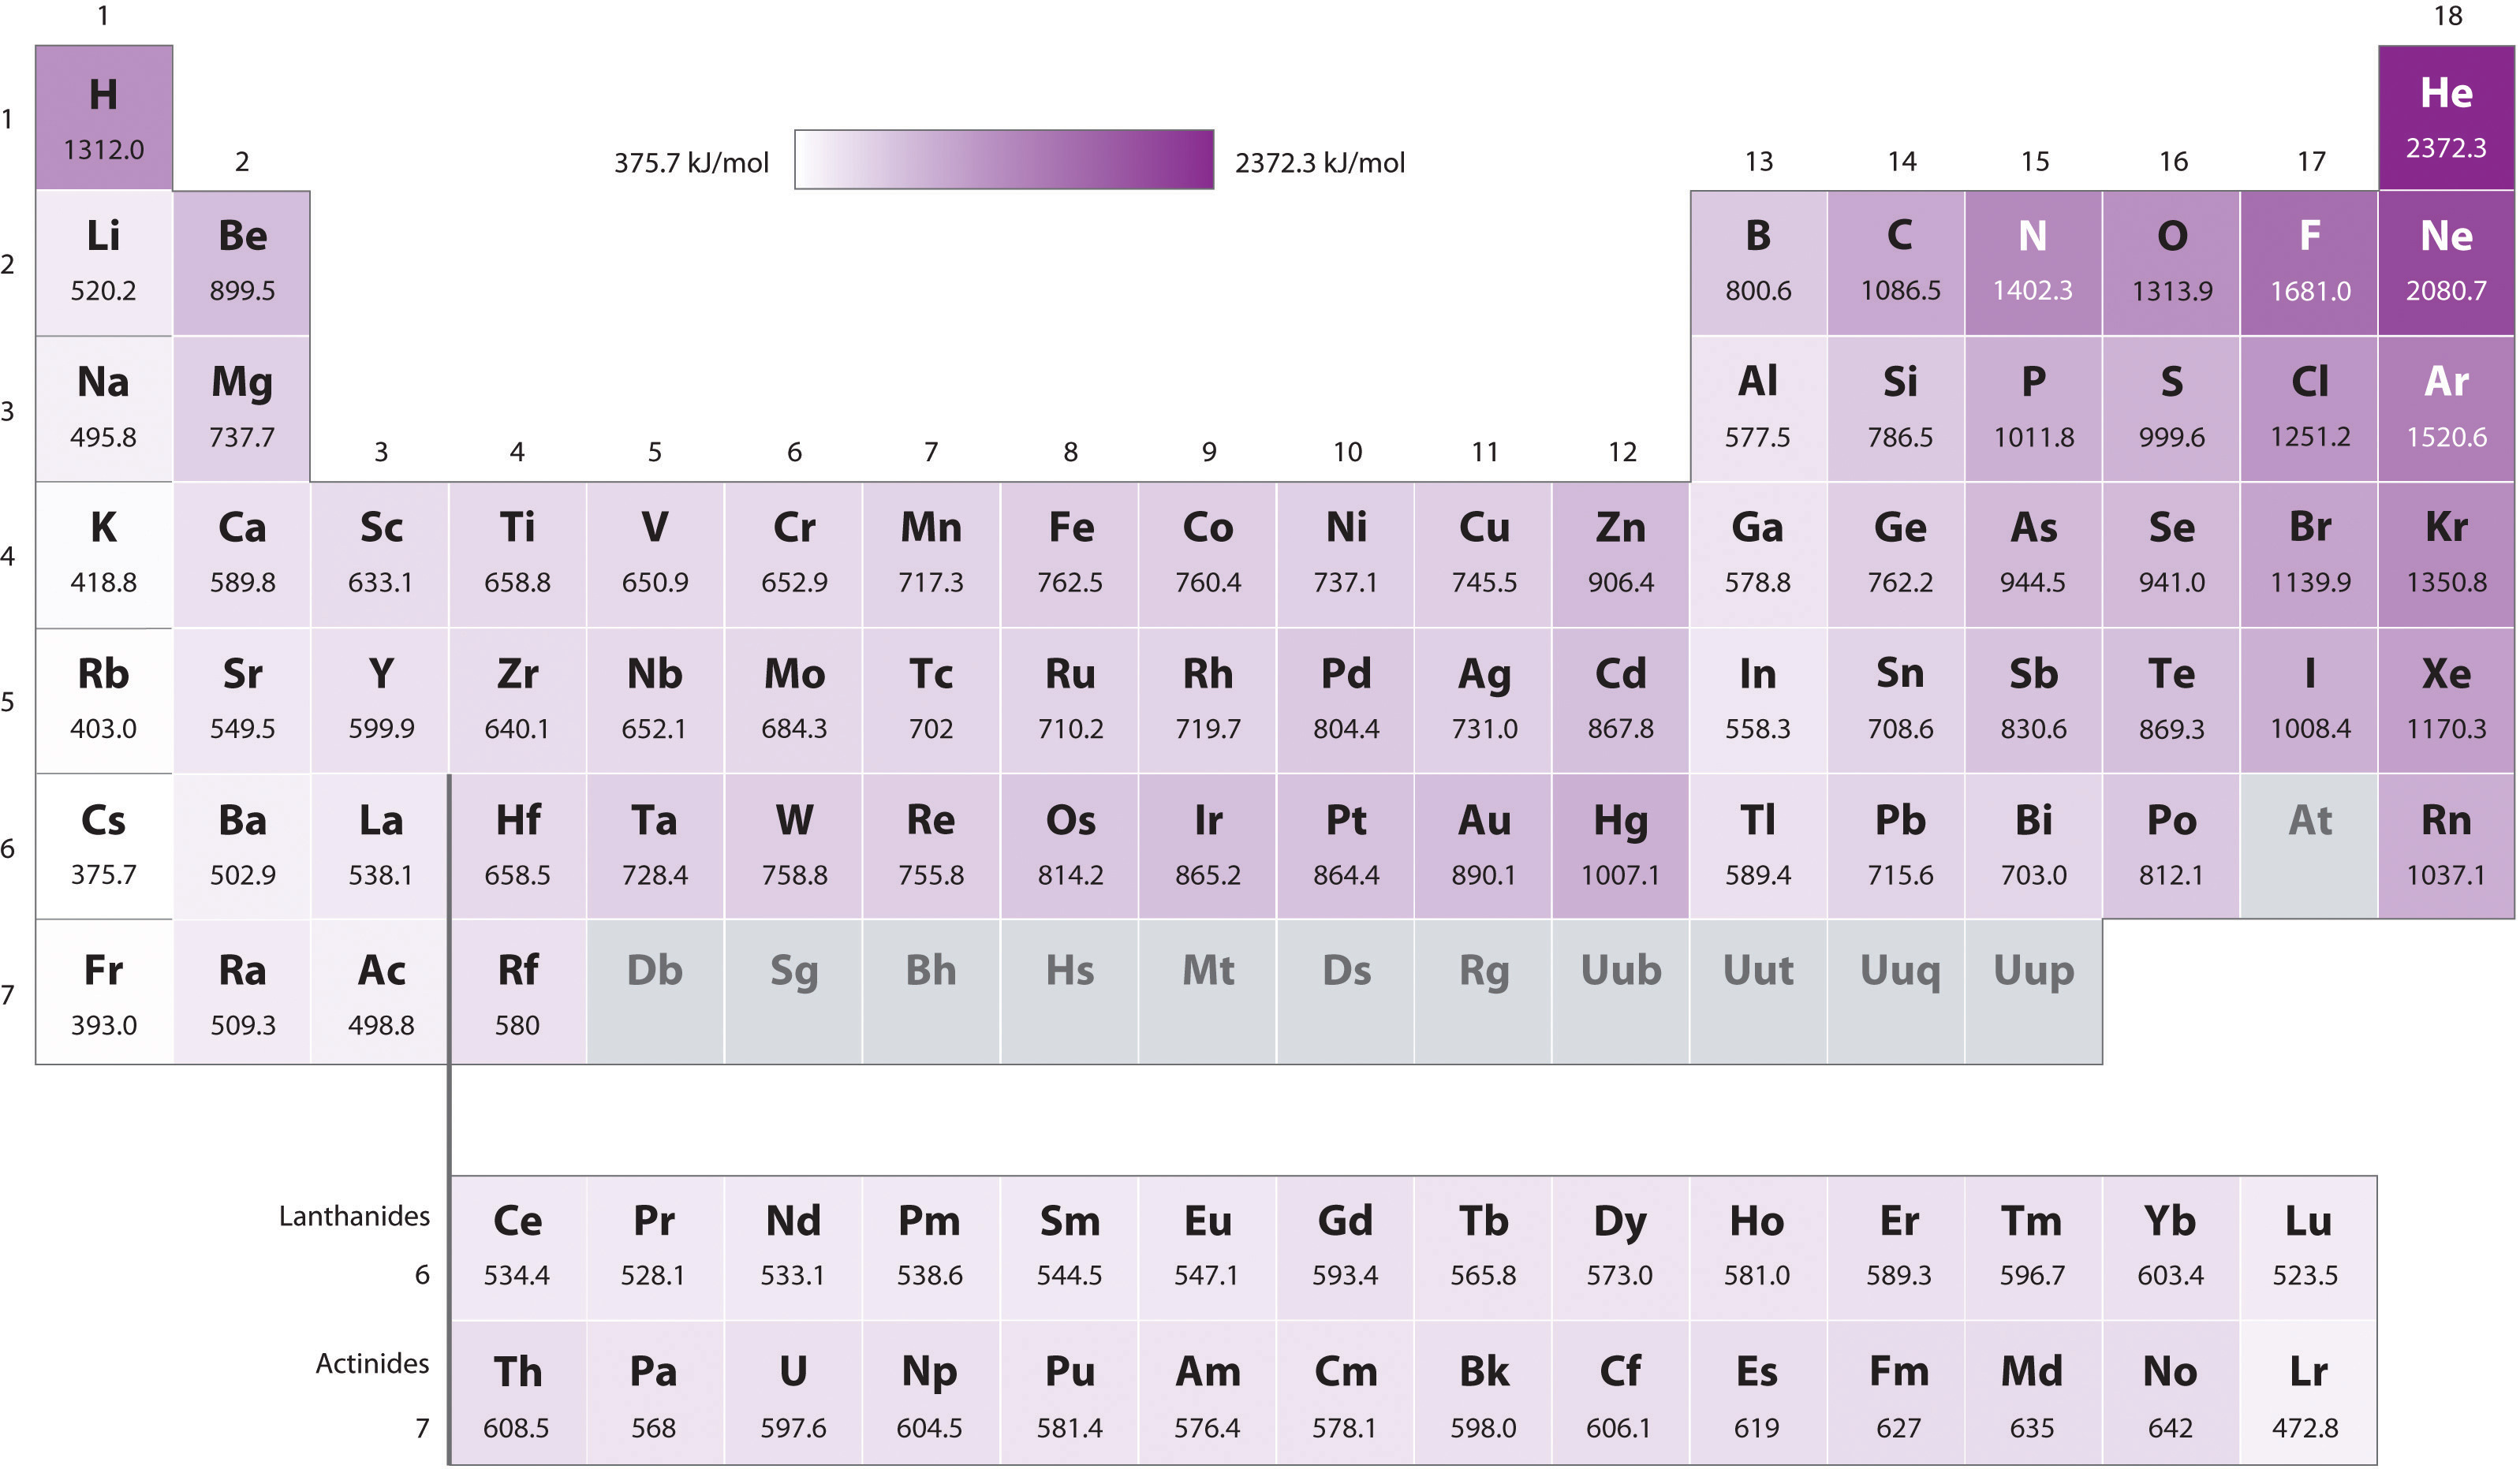 1 18
H He
1 1312.0 2372.3
2 375.7 kJ/mol 2372.3 kJ/mol 13 14 15 16 17
Li Be B C N O F Ne
2 520.2 899.5 800.6 1086.5 1402.3 1313.9 1681.0 2080.7
Na Mg Al Si P S Cl Ar
3 495.8 737.7 577.5 786.5 1011.8 999.6 1251.2 1520.6
3 4 5 6 7 8 9 10 11 12
K Ca Sc Ti V Cr Mn Fe Co Ni Cu Zn Ga Ge As Se Br Kr
4 418.8 589.8 633.1 658.8 650.9 652.9 717.3 762.5 760.4 737.1 745.5 906.4 578.8 762.2 944.5 941.0 1139.9 1350.8
Rb Sr Y Zr Nb Mo Tc Ru Rh Pd Ag Cd In Sn Sb Te I Xe
5 403.0 549.5 599.9 640.1 652.1 684.3 702 710.2 719.7 804.4 731.0 867.8 558.3 708.6 830.6 869.3 1008.4 1170.3
Cs Ba La Hf Ta W Re Os Ir Pt Au Hg Tl Pb Bi Po At Rn
6 375.7 502.9 538.1 658.5 728.4 758.8 755.8 814.2 865.2 864.4 890.1 1007.1 589.4 715.6 703.0 812.1 1037.1
Fr Ra Ac Rf Db Sg Bh Hs Mt Ds Rg Uub Uut Uuq Uup
7 393.0 509.3 498.8 580
Lanthanides Ce Pr Nd Pm Sm Eu Gd Tb Dy Ho Er Tm Yb Lu
6 534.4 528.1 533.1 538.6 544.5 547.1 593.4 565.8 573.0 581.0 589.3 596.7 603.4 523.5
Actinides Th Pa U Np Pu Am Cm Bk Cf Es Fm Md No Lr
7 608.5 568 597.6 604.5 581.4 576.4 578.1 598.0 606.1 619 627 635 642 472.8